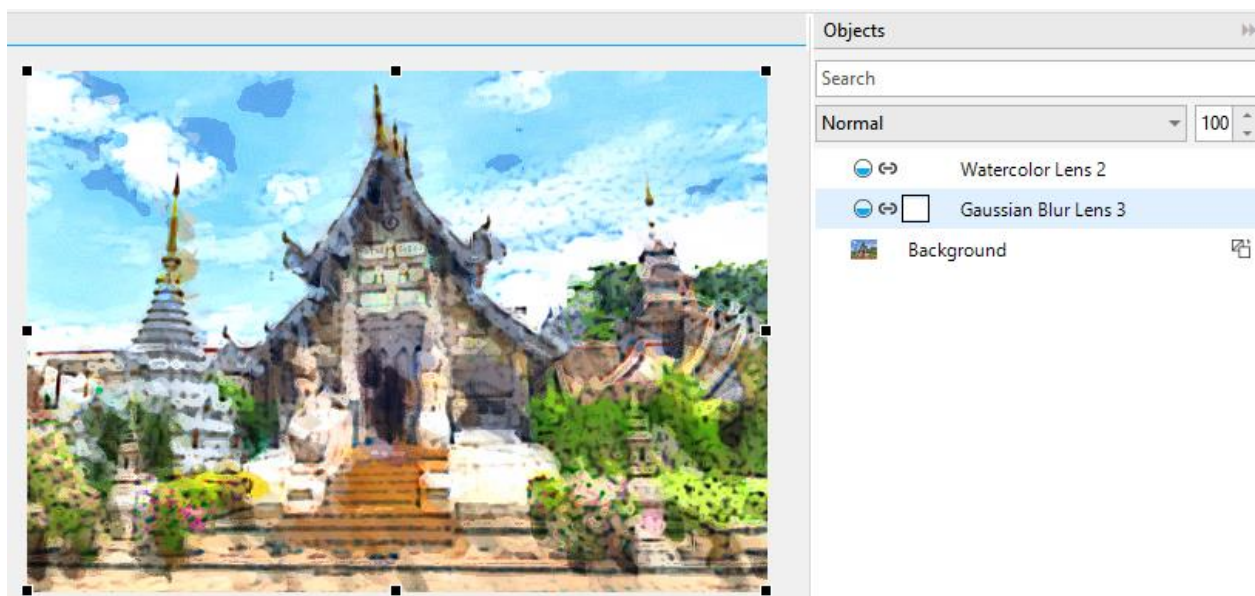 Objects
Search
Normal 100
Watercolor Lens 2
Gaussian Blur Lens 3
Background